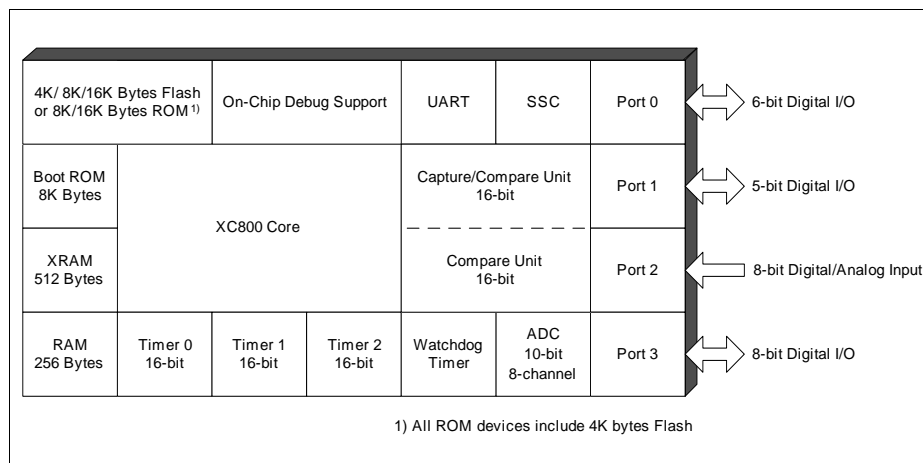 4K/ 8K/16K Bytes Flash
or 8K/16K Bytes ROM1)
On-Chip Debug Support
UART
SSC
Port 0
6-bit Digital I/O
Boot ROM
8K Bytes
XC800 Core
Capture/Compare Unit
16-bit
Port 1
5-bit Digital I/O
XRAM
512 Bytes
Compare Unit
16-bit
Port 2
8-bit Digital/Analog Input
RAM
256 Bytes
Timer 0
16-bit
Timer 1
16-bit
Timer 2
16-bit
Watchdog
Timer
ADC
10-bit
8-channel
Port 3
8-bit Digital I/O
1) All ROM devices include 4K bytes Flash